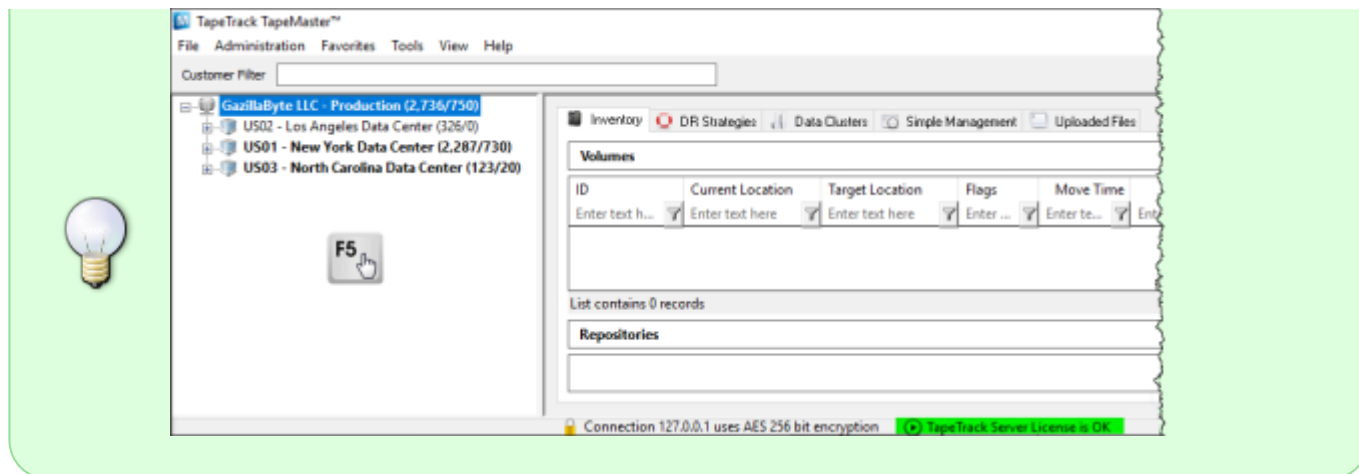 TapeTrack TapeMaster™
File Administration Favorites Tools View Help
Customer Filter
GazillaByte LLC - Production (2,736/750)
US02 - Los Angeles Data Center (326/0)
US01 - New York Data Center (2,287/730)
US03 - North Carolina Data Center (123/20)
F5
Inventory DR Strategies Data Clusters Simple Management Uploaded Files
Volumes
ID Current Location Target Location Flags Move Time
Enter text h... Enter text here Enter text here Enter ... Enter te... Ent
List contains 0 records
Repositories
Connection 127.0.0.1 uses AES 256 bit encryption TapeTrack Server License is OK